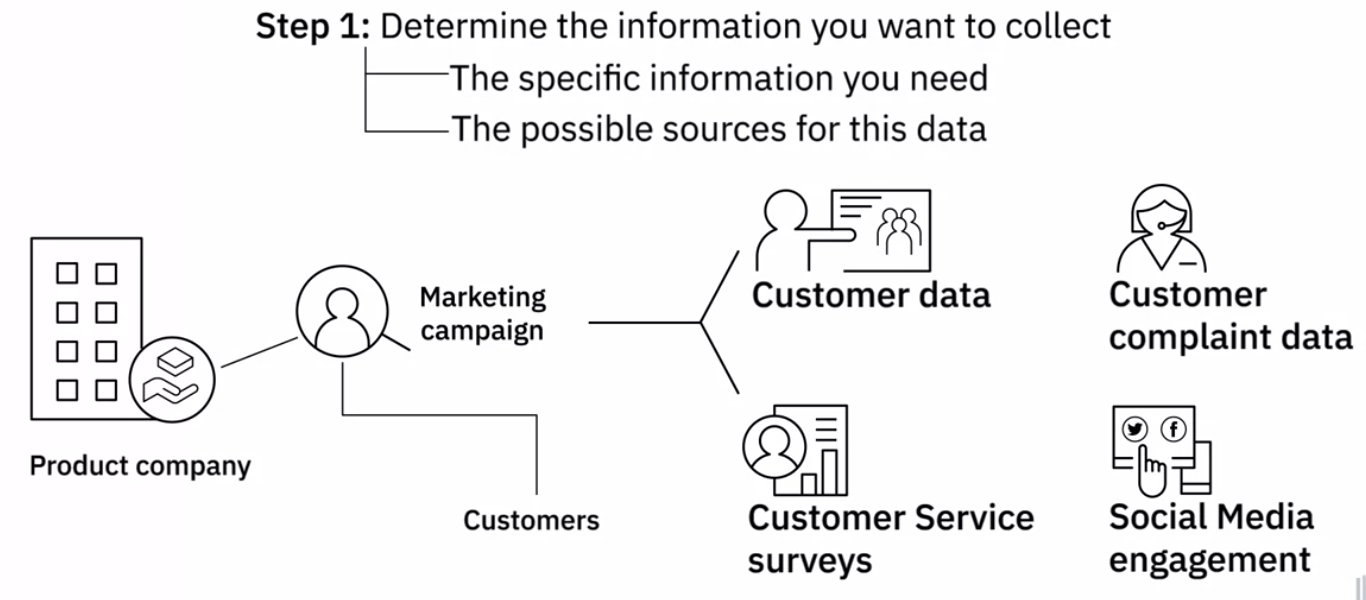 Step 1: Determine the information you want to collect
The specific information you need
The possible sources for this data
Product company
Marketing
campaign
Customers
Customer data
Customer
complaint data
Customer Service
surveys
Social Media
engagement